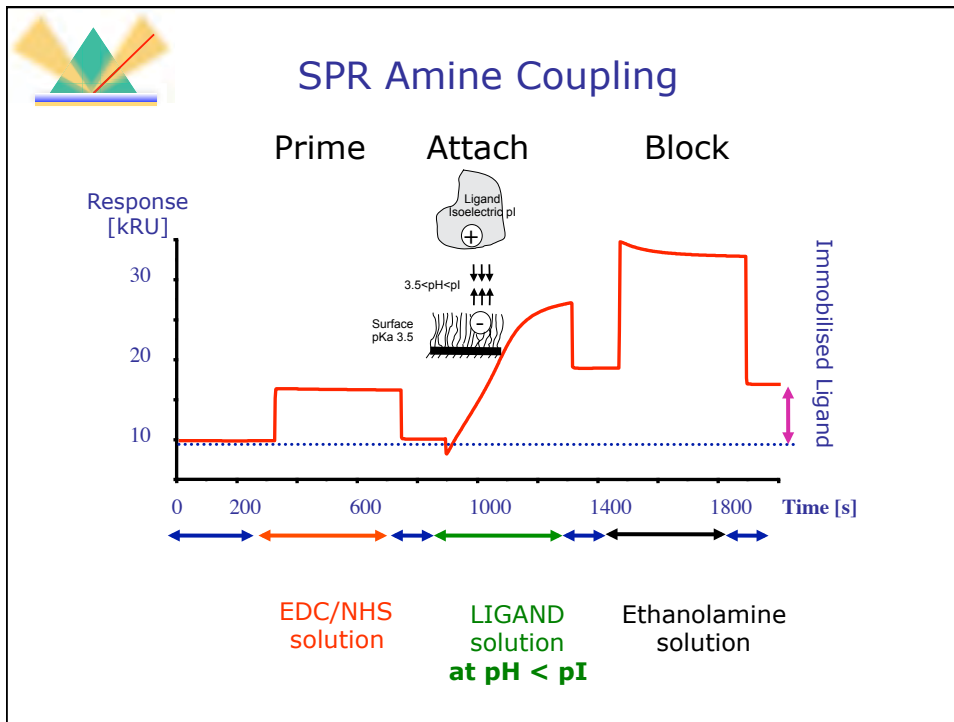 SPR Amine Coupling
Prime Attach Block
Response
[kRU]
Ligand
Isoelectric pI
+
3.5<pH<pI
Surface
pKa 3.5
-
30
20
10
Immobilised Ligand
0 200 600 1000 1400 1800 Time [s]
EDC/NHS
solution
LIGAND
solution
at pH < pI
Ethanolamine
solution